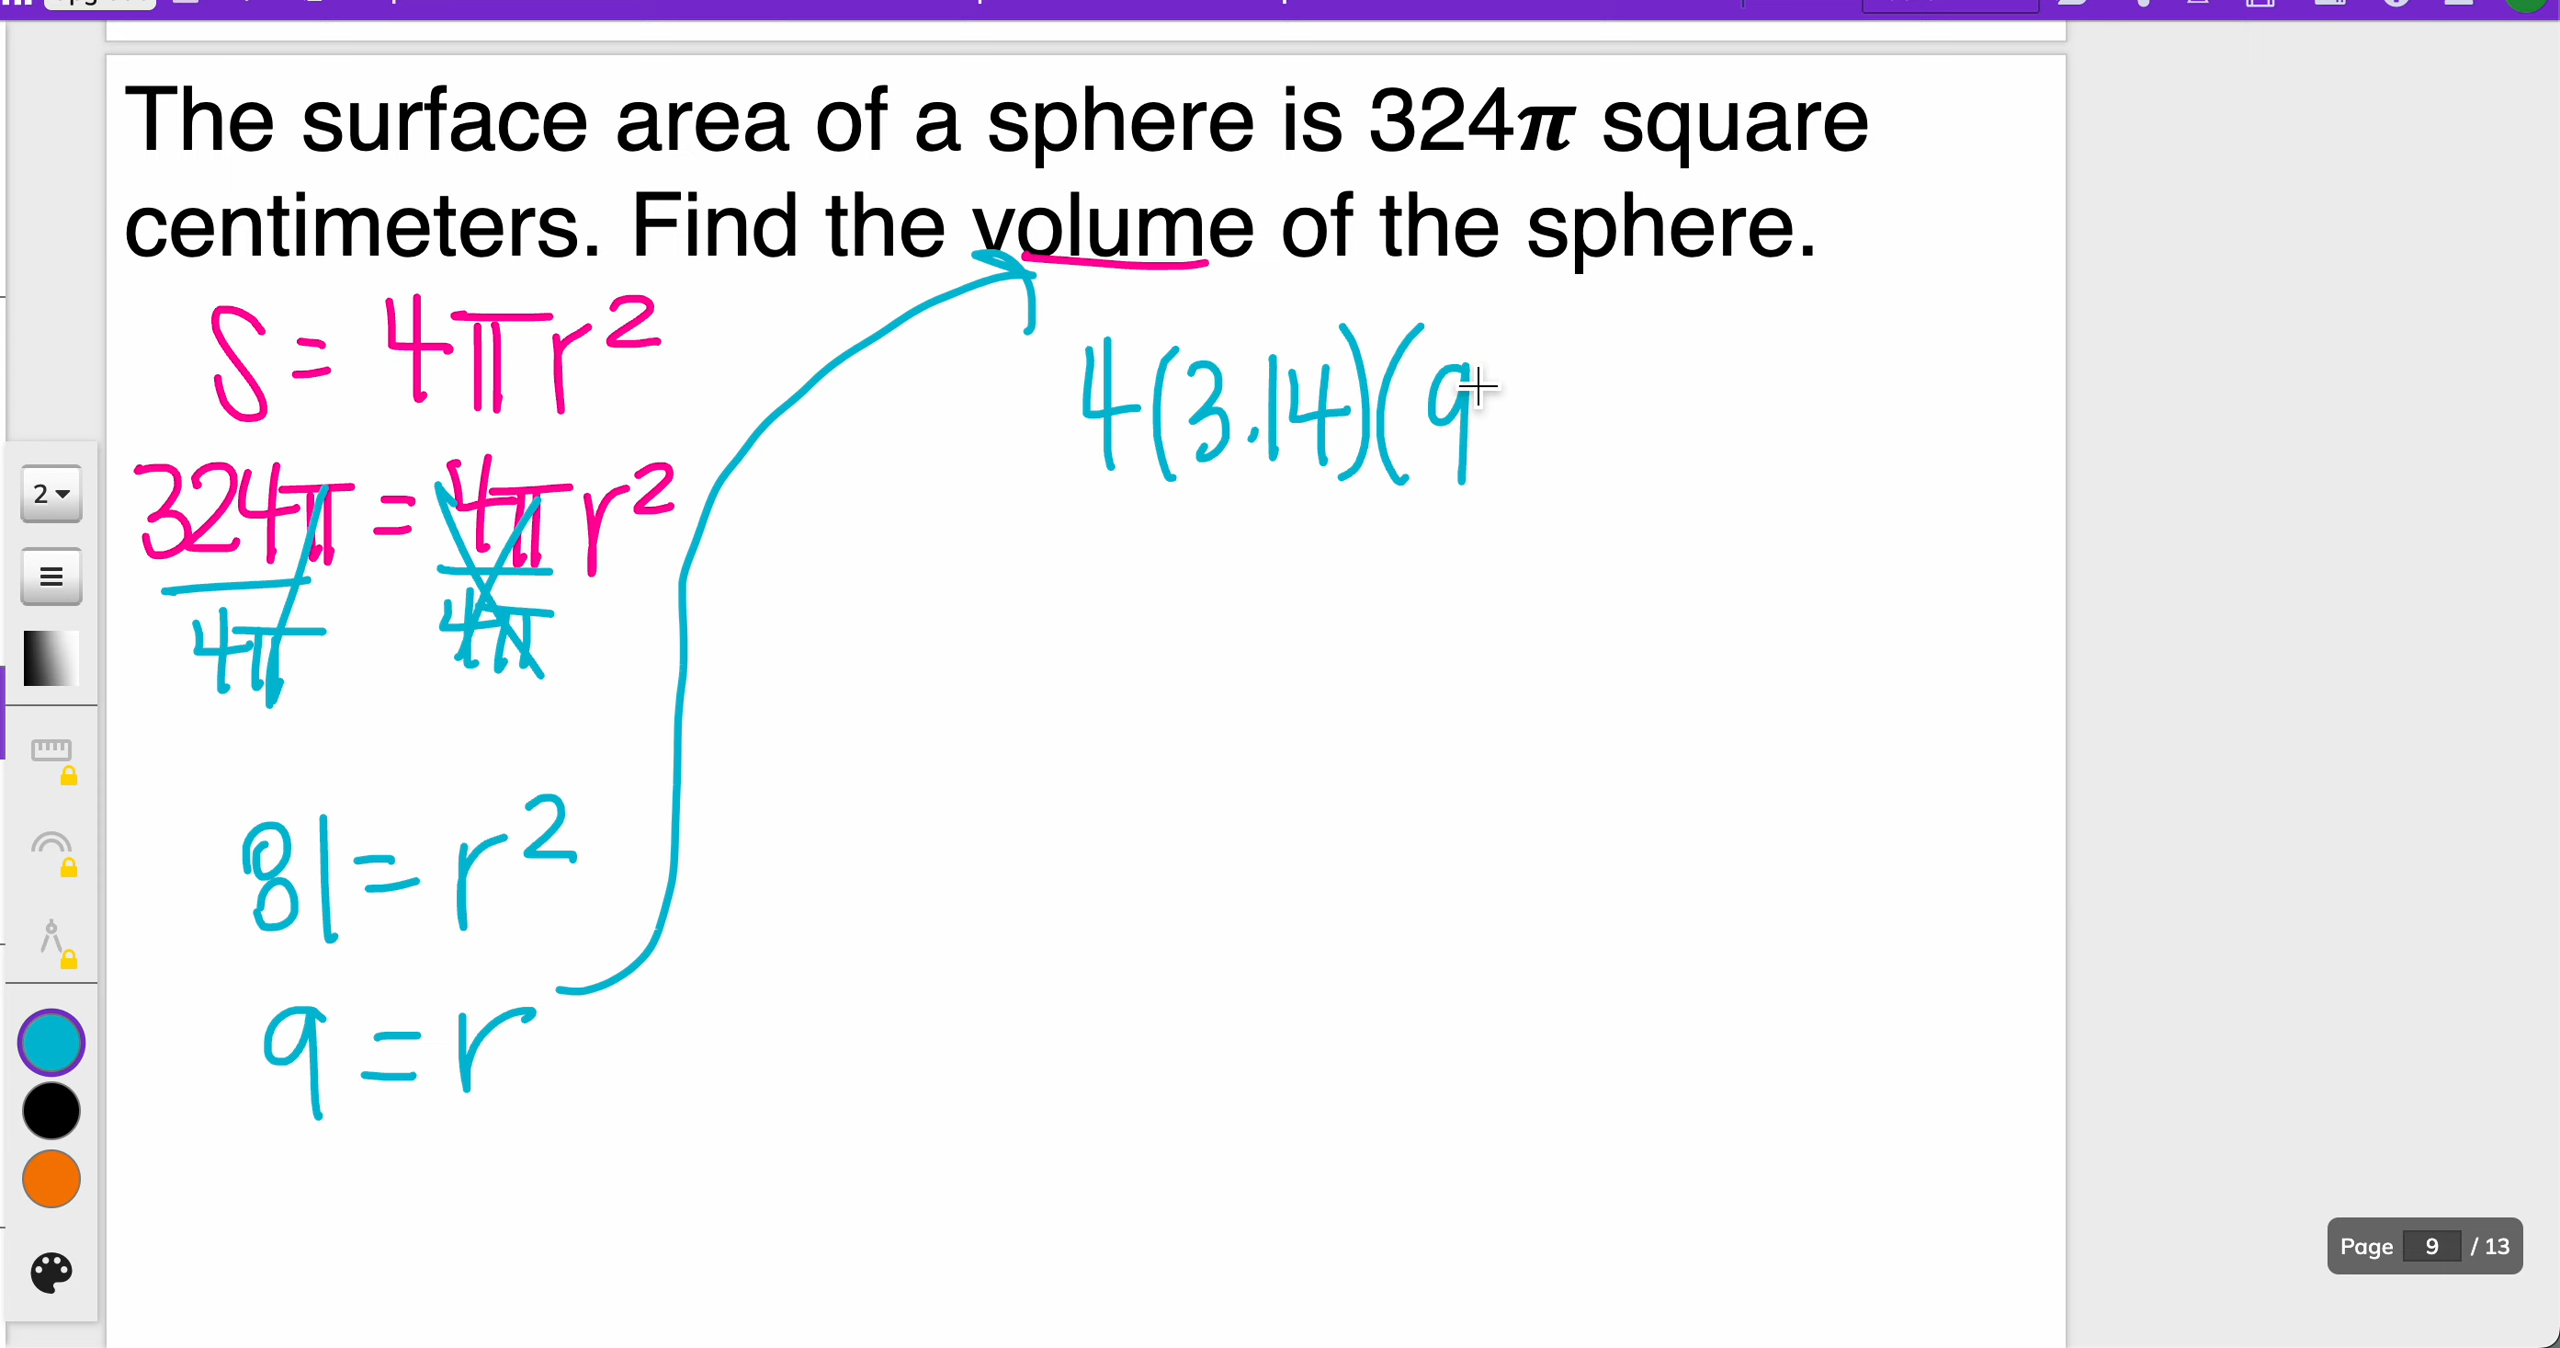 The surface area of a sphere is 324π square
centimeters. Find the volume of the sphere.
S = 4πr²
324π = 4πr²
4π 4π
81 = r²
9 = r
4(3.14)(9
2
Page 9 / 13